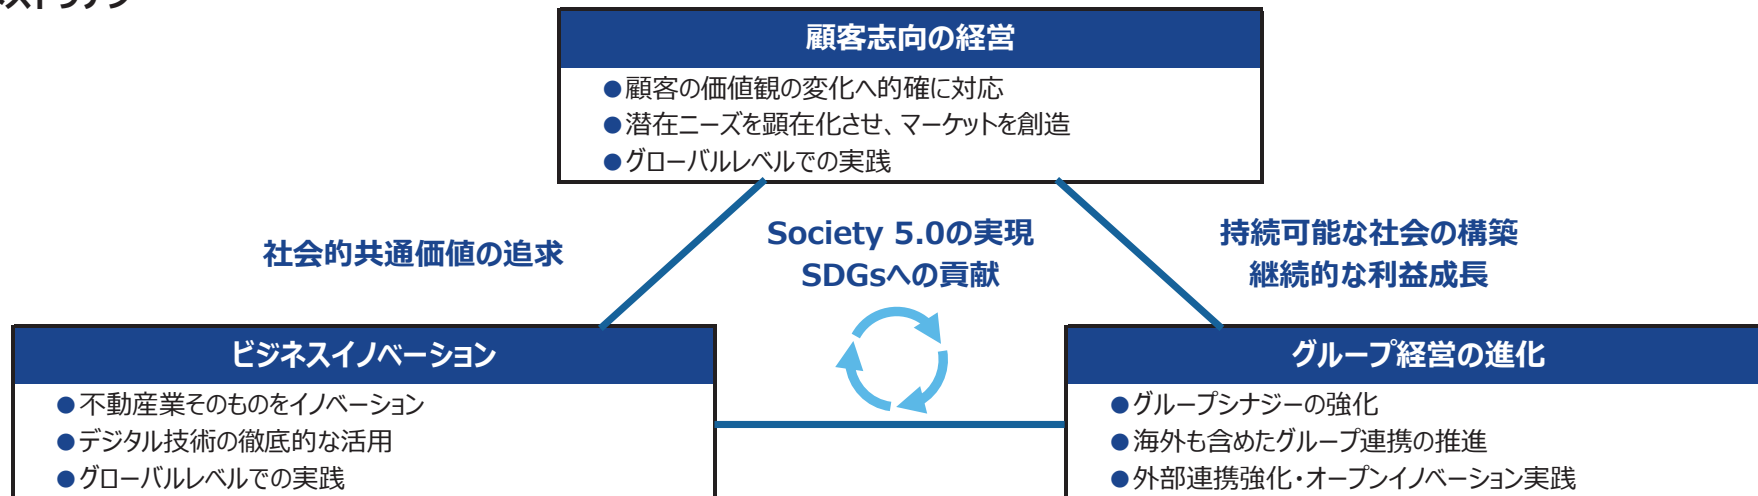 顧客志向の経営
●顧客の価値観の変化へ的確に対応
●潜在ニーズを顕在化させ、マーケットを創造
●グローバルレベルでの実践
社会的共通価値の追求
Society 5.0の実現
SDGsへの貢献
持続可能な社会の構築
継続的な利益成長
ビジネスイノベーション
●不動産業そのものをイノベーション
●デジタル技術の徹底的な活用
●グローバルレベルでの実践
グループ経営の進化
●グループシナジーの強化
●海外も含めたグループ連携の推進
●外部連携強化・オープンイノベーション実践